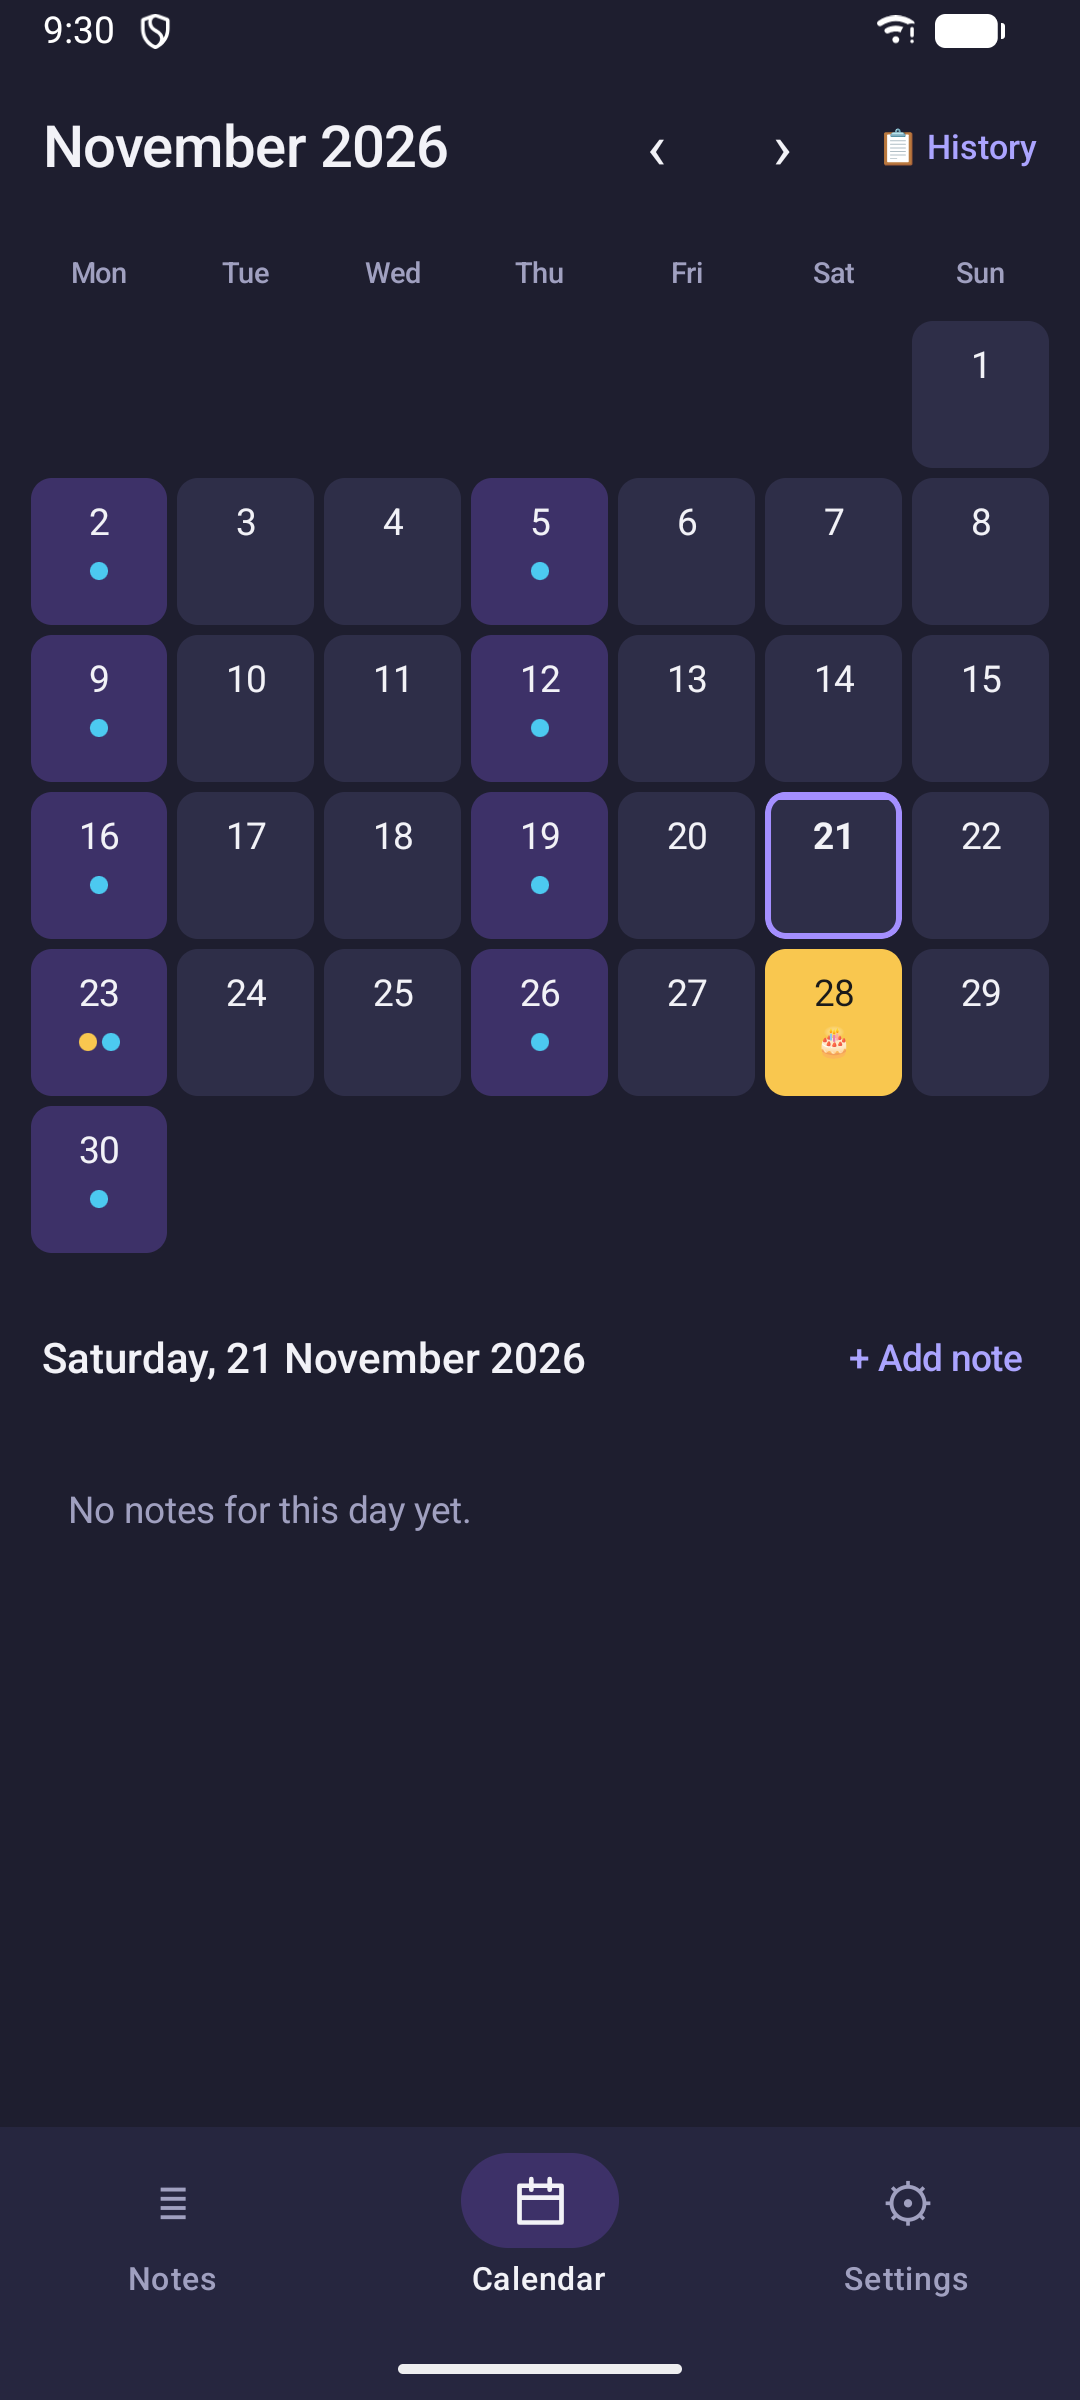 9:30
November 2026 ‹ › History
Mon Tue Wed Thu Fri Sat Sun
1
2 3 4 5 6 7 8
9 10 11 12 13 14 15
16 17 18 19 20 21 22
23 24 25 26 27 28 29
30
Saturday, 21 November 2026 + Add note
No notes for this day yet.
Notes Calendar Settings